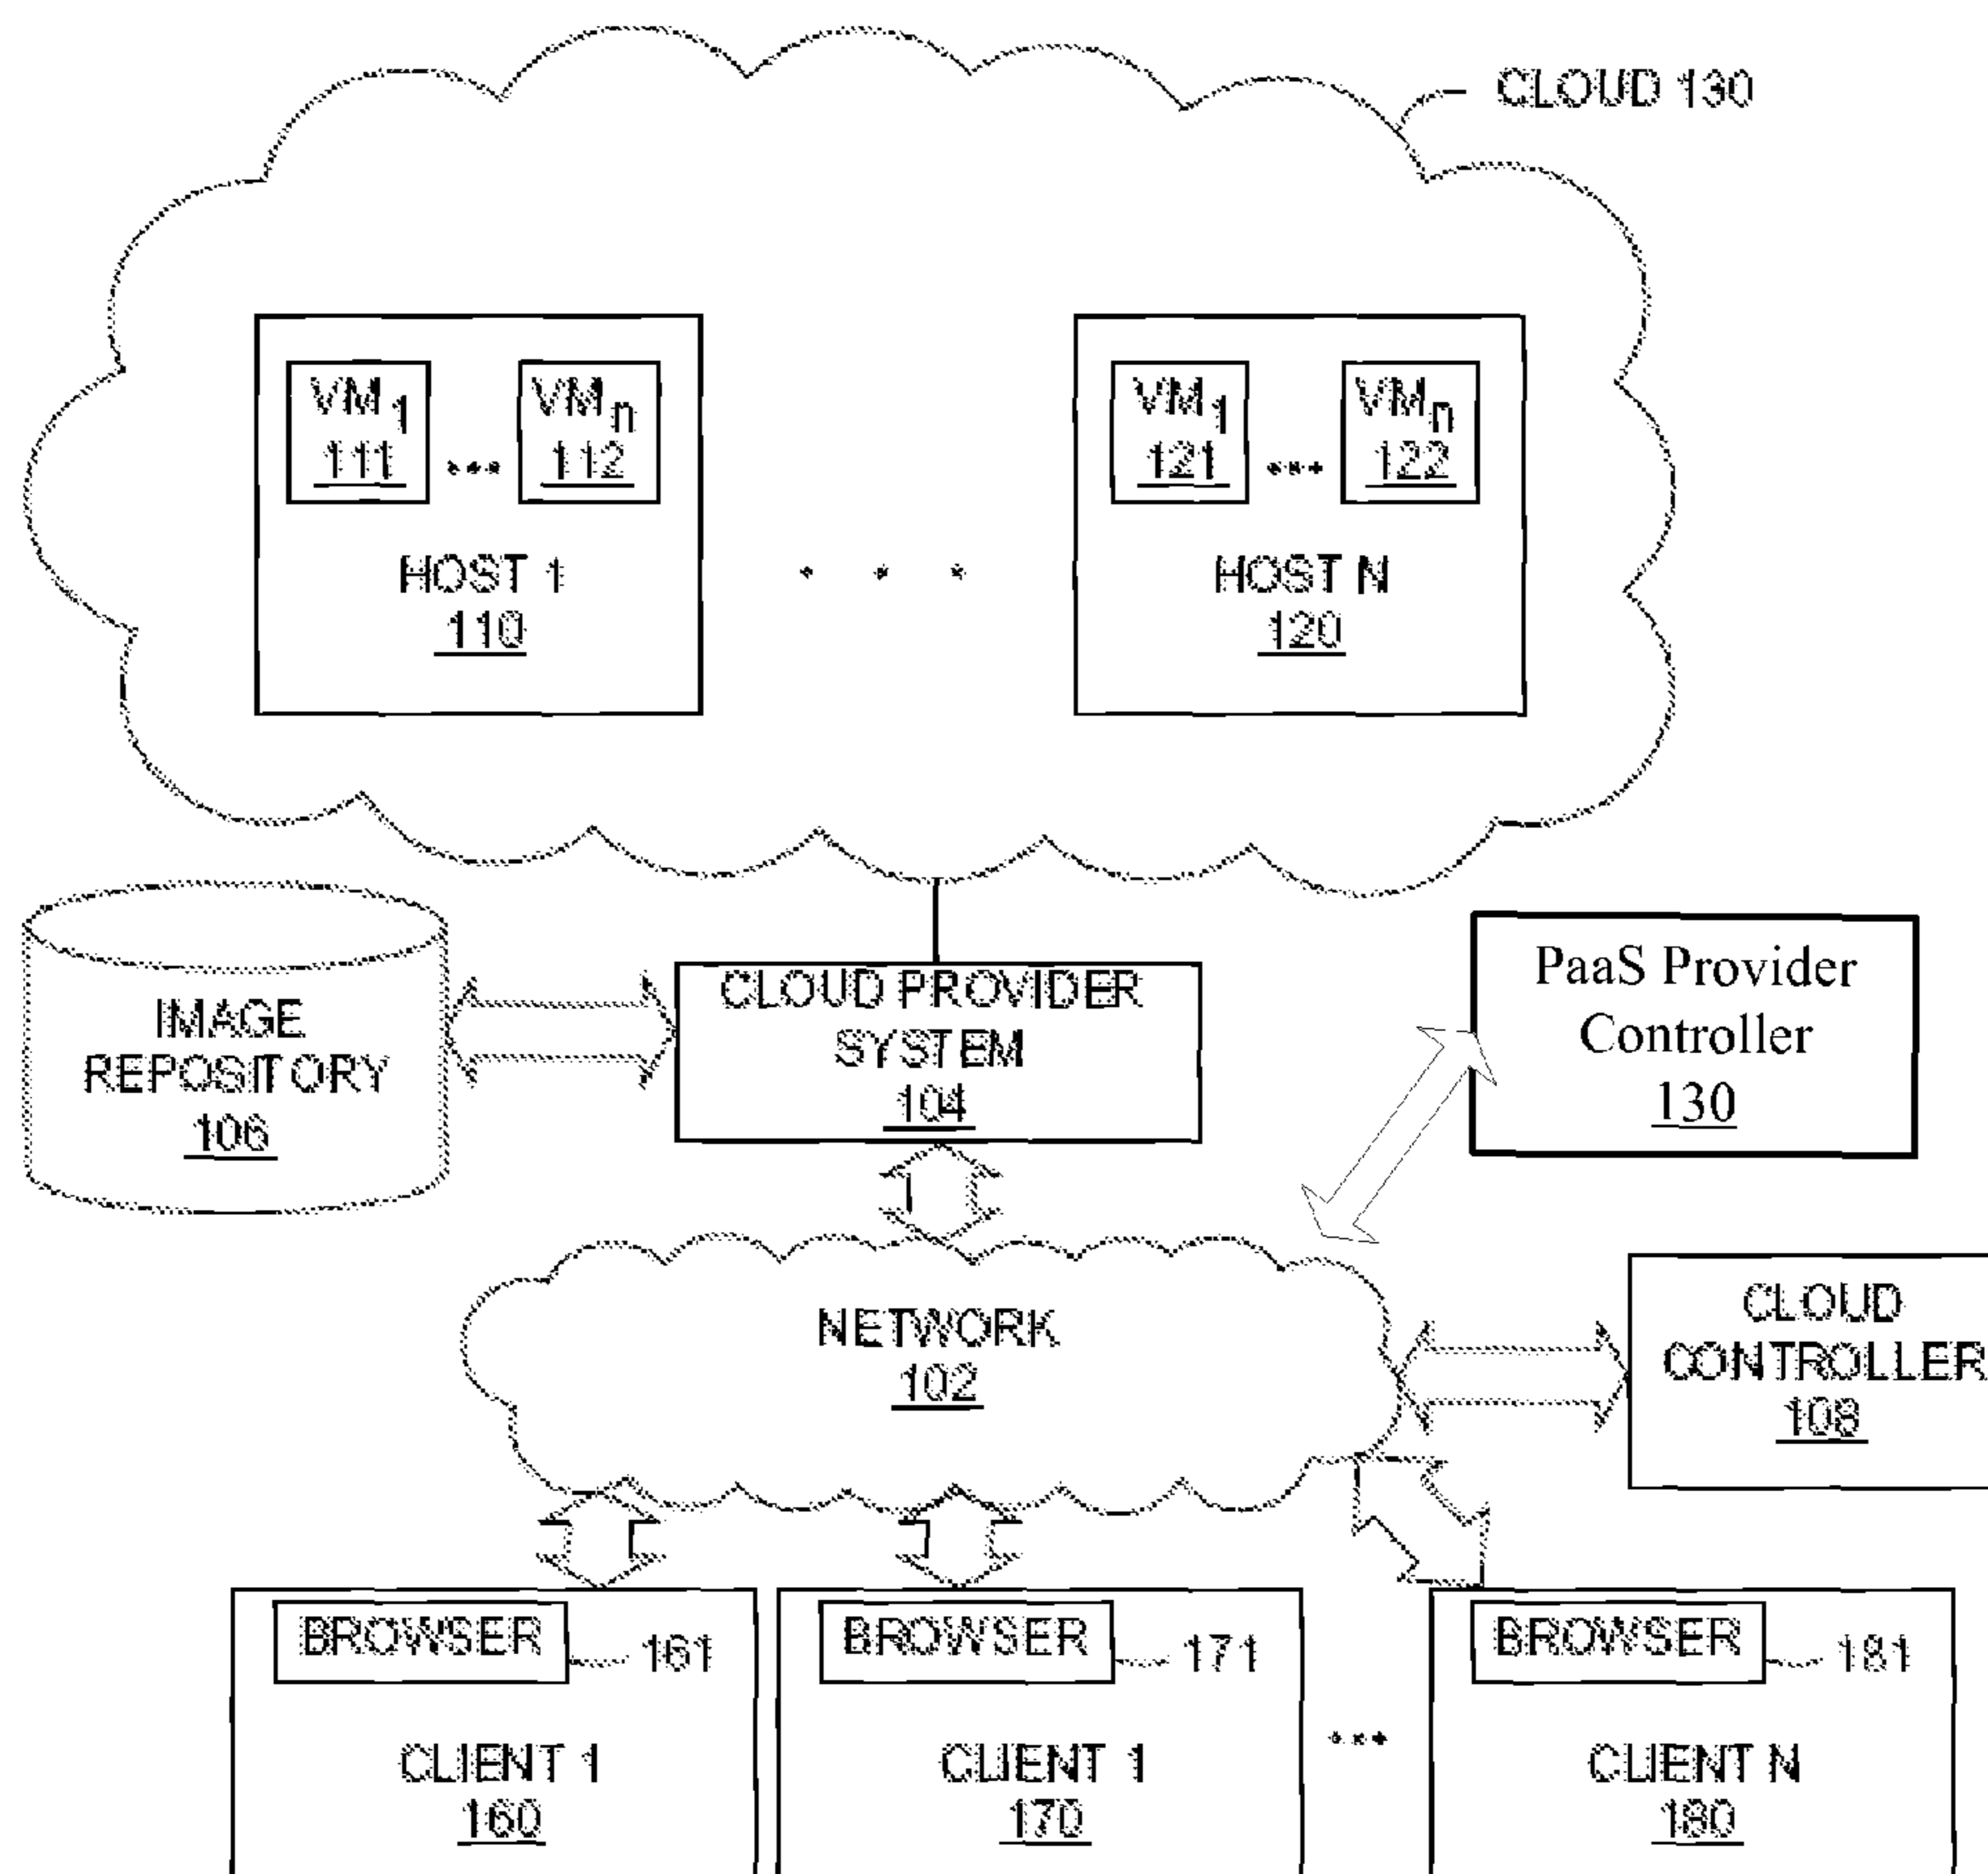 CLOUD 130
VM1
111
...
VMn
112
HOST 1
110
. . .
VM1
121
...
VMn
122
HOST N
120
IMAGE
REPOSITORY
106
CLOUD PROVIDER
SYSTEM
104
PaaS Provider
Controller
130
NETWORK
102
CLOUD
CONTROLLER
108
BROWSER
161
CLIENT 1
160
BROWSER
171
CLIENT 1
170
...
BROWSER
181
CLIENT N
180